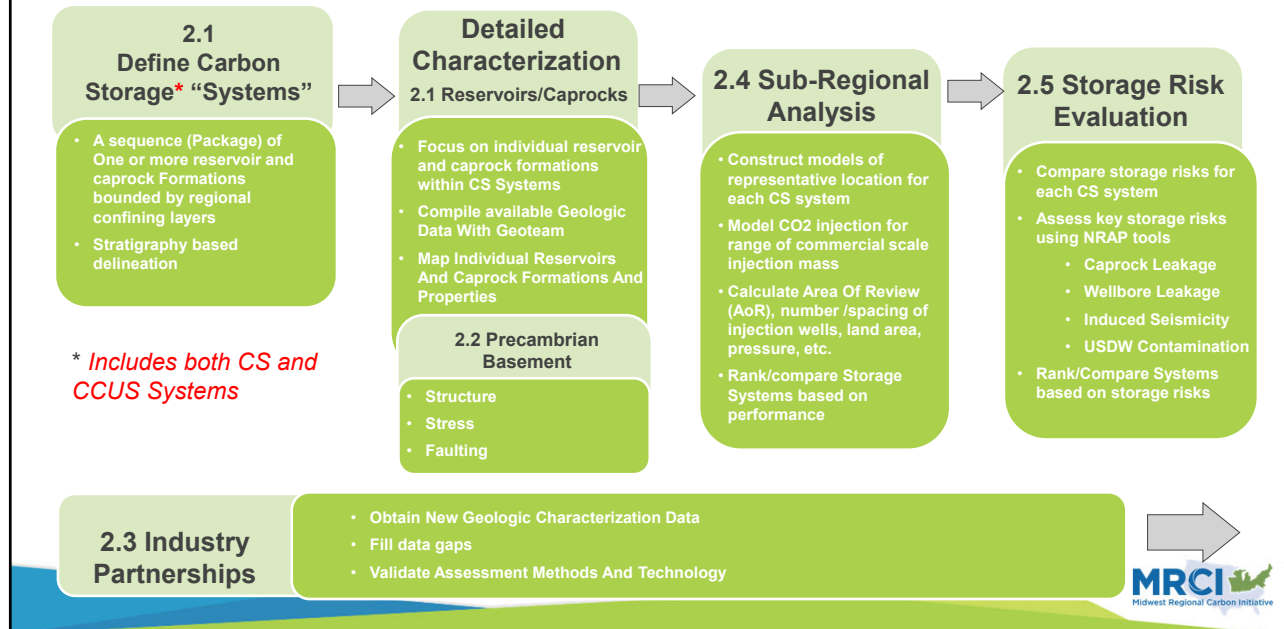 2.1
Define Carbon
Storage* “Systems”
• A sequence (Package) of
One or more reservoir and
caprock Formations
bounded by regional
confining layers
• Stratigraphy based
delineation
* Includes both CS and
CCUS Systems
Detailed
Characterization
2.1 Reservoirs/Caprocks
• Focus on individual reservoir
and caprock formations
within CS Systems
• Compile available Geologic
Data With Geoteam
• Map Individual Reservoirs
And Caprock Formations And
Properties
2.2 Precambrian
Basement
• Structure
• Stress
• Faulting
2.4 Sub-Regional
Analysis
• Construct models of
representative location for
each CS system
• Model CO2 injection for
range of commercial scale
injection mass
• Calculate Area Of Review
(AoR), number /spacing of
injection wells, land area,
pressure, etc.
• Rank/compare Storage
Systems based on
performance
2.5 Storage Risk
Evaluation
• Compare storage risks for
each CS system
• Assess key storage risks
using NRAP tools
• Caprock Leakage
• Wellbore Leakage
• Induced Seismicity
• USDW Contamination
• Rank/Compare Systems
based on storage risks
2.3 Industry
Partnerships
• Obtain New Geologic Characterization Data
• Fill data gaps
• Validate Assessment Methods And Technology
MRCI
Midwest Regional Carbon Initiative